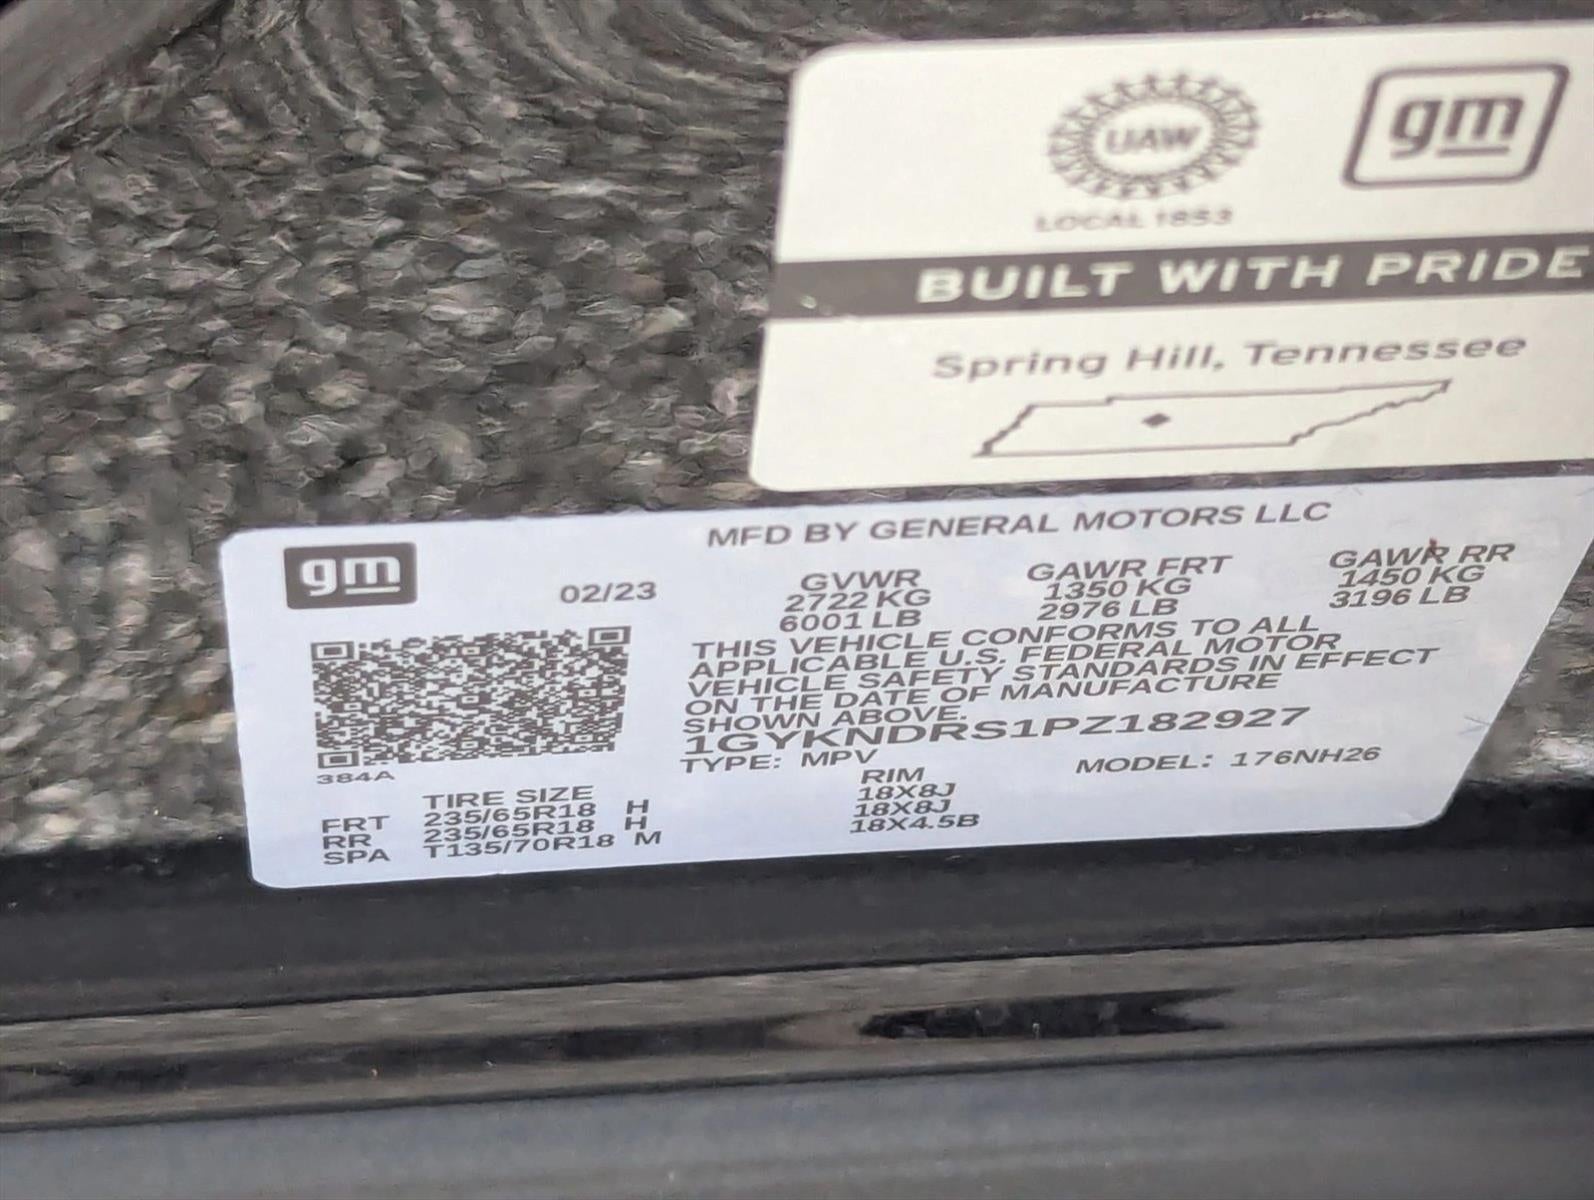 UAW
gm
LOCAL 1853
BUILT WITH PRIDE
Spring Hill, Tennessee
gm
MFD BY GENERAL MOTORS LLC
02/23
GVWR GAWR FRT GAWR RR
2722 KG 1350 KG 1450 KG
6001 LB 2976 LB 3196 LB
THIS VEHICLE CONFORMS TO ALL
APPLICABLE U.S. FEDERAL MOTOR
VEHICLE SAFETY STANDARDS IN EFFECT
ON THE DATE OF MANUFACTURE
SHOWN ABOVE.
1GYKNDRS1PZ182927
TYPE: MPV MODEL: 176NH26
384A
TIRE SIZE RIM
FRT 235/65R18 H 18X8J
RR 235/65R18 H 18X8J
SPA T135/70R18 M 18X4.5B